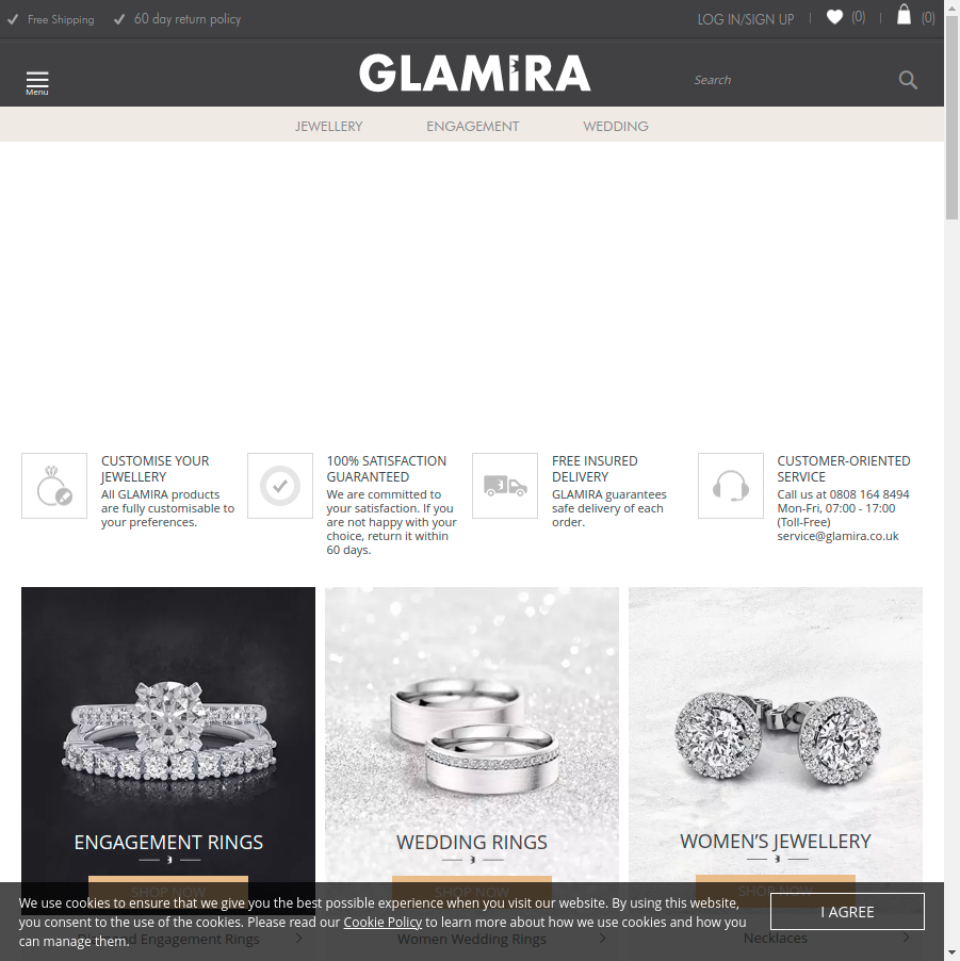 Free Shipping
60 day return policy
LOG IN/SIGN UP
(0)
(0)
Menu
GLAMIRA
Search
JEWELLERY
ENGAGEMENT
WEDDING
CUSTOMISE YOUR
JEWELLERY
All GLAMIRA products
are fully customisable to
your preferences.
100% SATISFACTION
GUARANTEED
We are committed to
your satisfaction. If you
are not happy with your
choice, return it within
60 days.
FREE INSURED
DELIVERY
GLAMIRA guarantees
safe delivery of each
order.
CUSTOMER-ORIENTED
SERVICE
Call us at 0808 164 8494
Mon-Fri, 07:00 - 17:00
(Toll-Free)
service@glamira.co.uk
ENGAGEMENT RINGS
SHOP NOW
WEDDING RINGS
SHOP NOW
WOMEN'S JEWELLERY
SHOP NOW
Diamond Engagement Rings
Women Wedding Rings
Necklaces
We use cookies to ensure that we give you the best possible experience when you visit our website. By using this website,
you consent to the use of the cookies. Please read our Cookie Policy to learn more about how we use cookies and how you
can manage them.
I AGREE